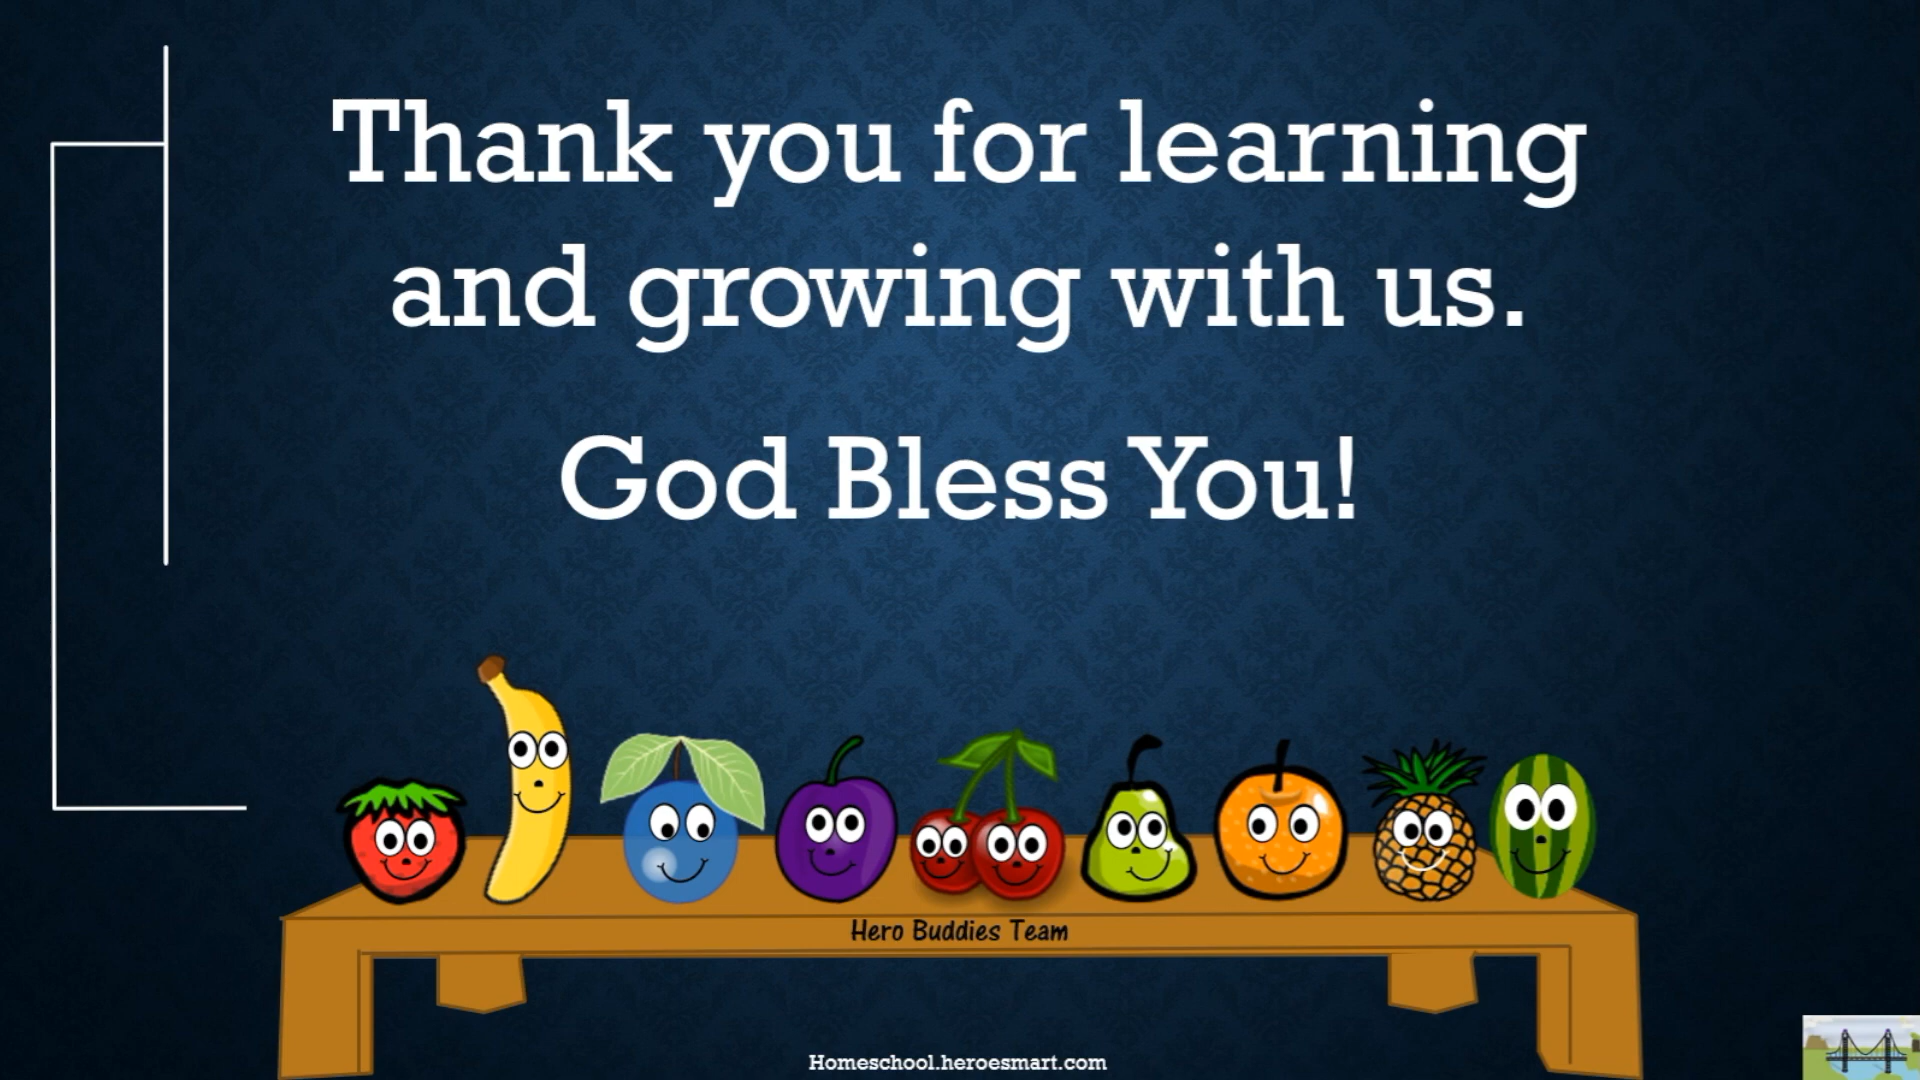 Thank you for learning
and growing with us.
God Bless You!
Hero Buddies Team
Homeschool.heroesmart.com